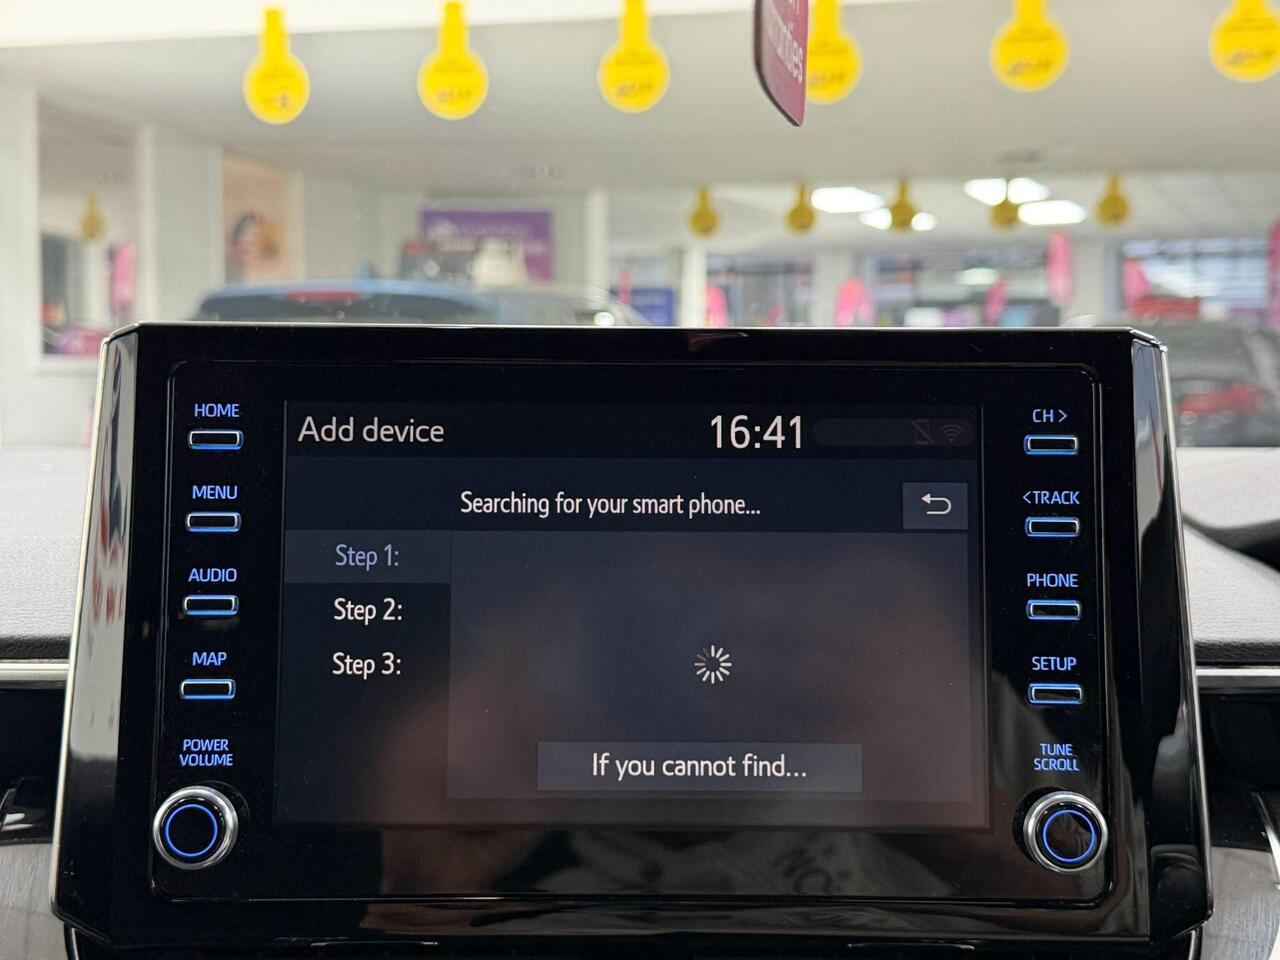 HOME
MENU
AUDIO
MAP
POWER
VOLUME
Add device
16:41
Searching for your smart phone...
Step 1:
Step 2:
Step 3:
If you cannot find...
CH >
<TRACK
PHONE
SETUP
TUNE
SCROLL